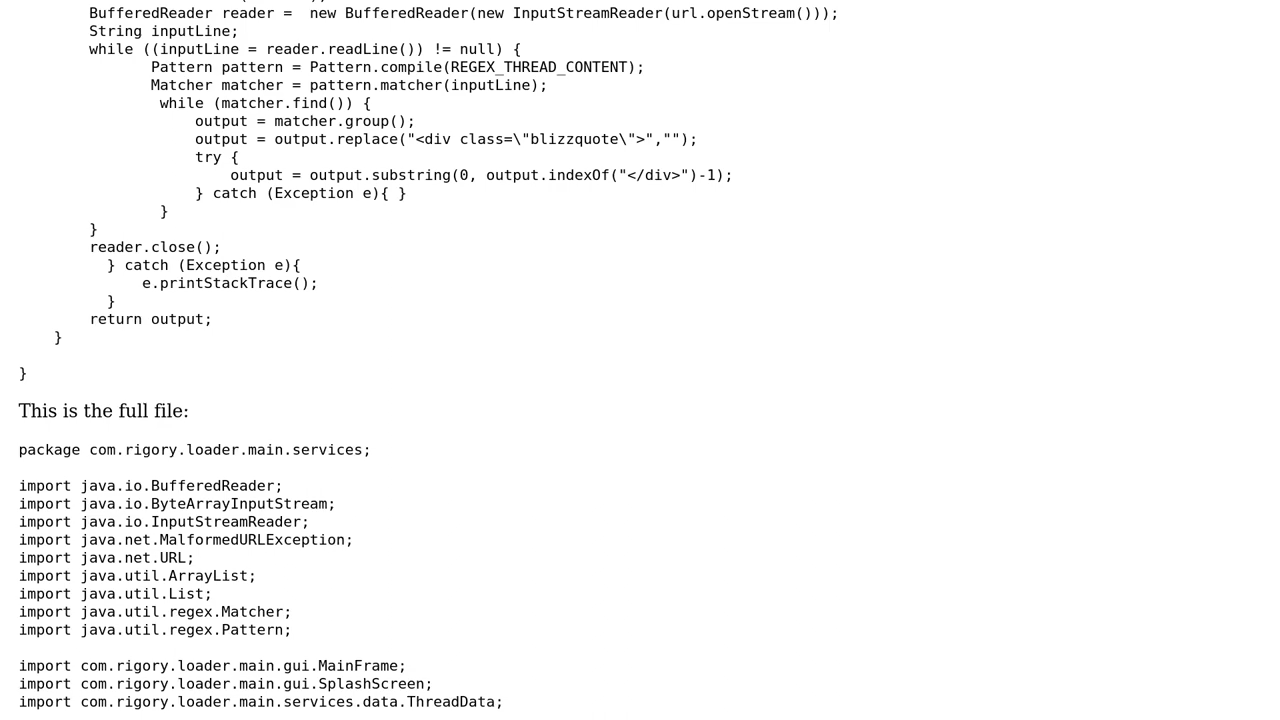 BufferedReader reader =  new BufferedReader(new InputStreamReader(url.openStream()));
String inputLine;
while ((inputLine = reader.readLine()) != null) {
Pattern pattern = Pattern.compile(REGEX_THREAD_CONTENT);
Matcher matcher = pattern.matcher(inputLine);
while (matcher.find()) {
output = matcher.group();
output = output.replace("<div class=\"blizzquote\">","");
try {
output = output.substring(0, output.indexOf("</div>")-1);
} catch (Exception e){ }
}
}
reader.close();
} catch (Exception e){
e.printStackTrace();
}
return output;
}
}
This is the full file:
package com.rigory.loader.main.services;
import java.io.BufferedReader;
import java.io.ByteArrayInputStream;
import java.io.InputStreamReader;
import java.net.MalformedURLException;
import java.net.URL;
import java.util.ArrayList;
import java.util.List;
import java.util.regex.Matcher;
import java.util.regex.Pattern;
import com.rigory.loader.main.gui.MainFrame;
import com.rigory.loader.main.gui.SplashScreen;
import com.rigory.loader.main.services.data.ThreadData;